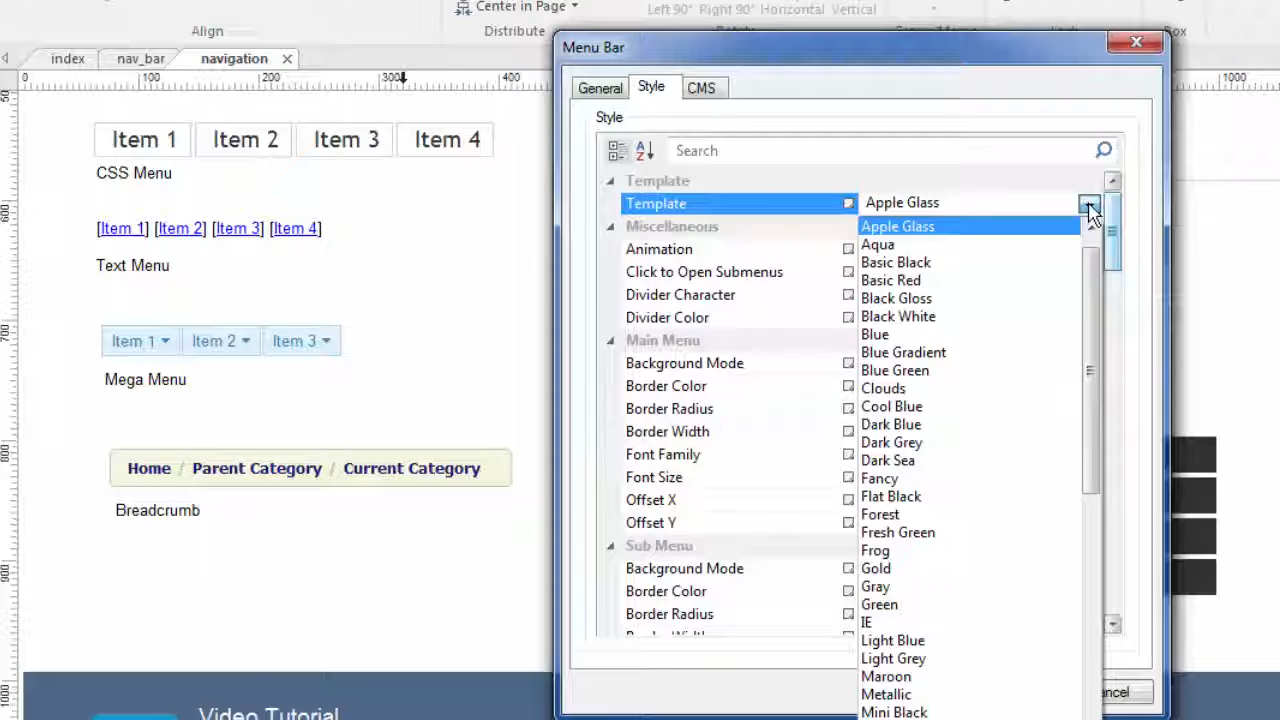 Center in Page
Left 90° Right 90° Horizontal Vertical
Align
Distribute
index
nav_bar
navigation
0
100
200
300
400
1000
50
600
700
800
900
1000
Item 1
Item 2
Item 3
Item 4
CSS Menu
[Item 1] [Item 2] [Item 3] [Item 4]
Text Menu
Item 1
Item 2
Item 3
Mega Menu
Home / Parent Category / Current Category
Breadcrumb
Video Tutorial
Menu Bar
General
Style
CMS
Style
Search
Template
Template
Apple Glass
Miscellaneous
Animation
Click to Open Submenus
Divider Character
Divider Color
Main Menu
Background Mode
Border Color
Border Radius
Border Width
Font Family
Font Size
Offset X
Offset Y
Sub Menu
Background Mode
Border Color
Border Radius
Apple Glass
Aqua
Basic Black
Basic Red
Black Gloss
Black White
Blue
Blue Gradient
Blue Green
Clouds
Cool Blue
Dark Blue
Dark Grey
Dark Sea
Fancy
Flat Black
Forest
Fresh Green
Frog
Gold
Gray
Green
IE
Light Blue
Light Grey
Maroon
Metallic
Mini Black